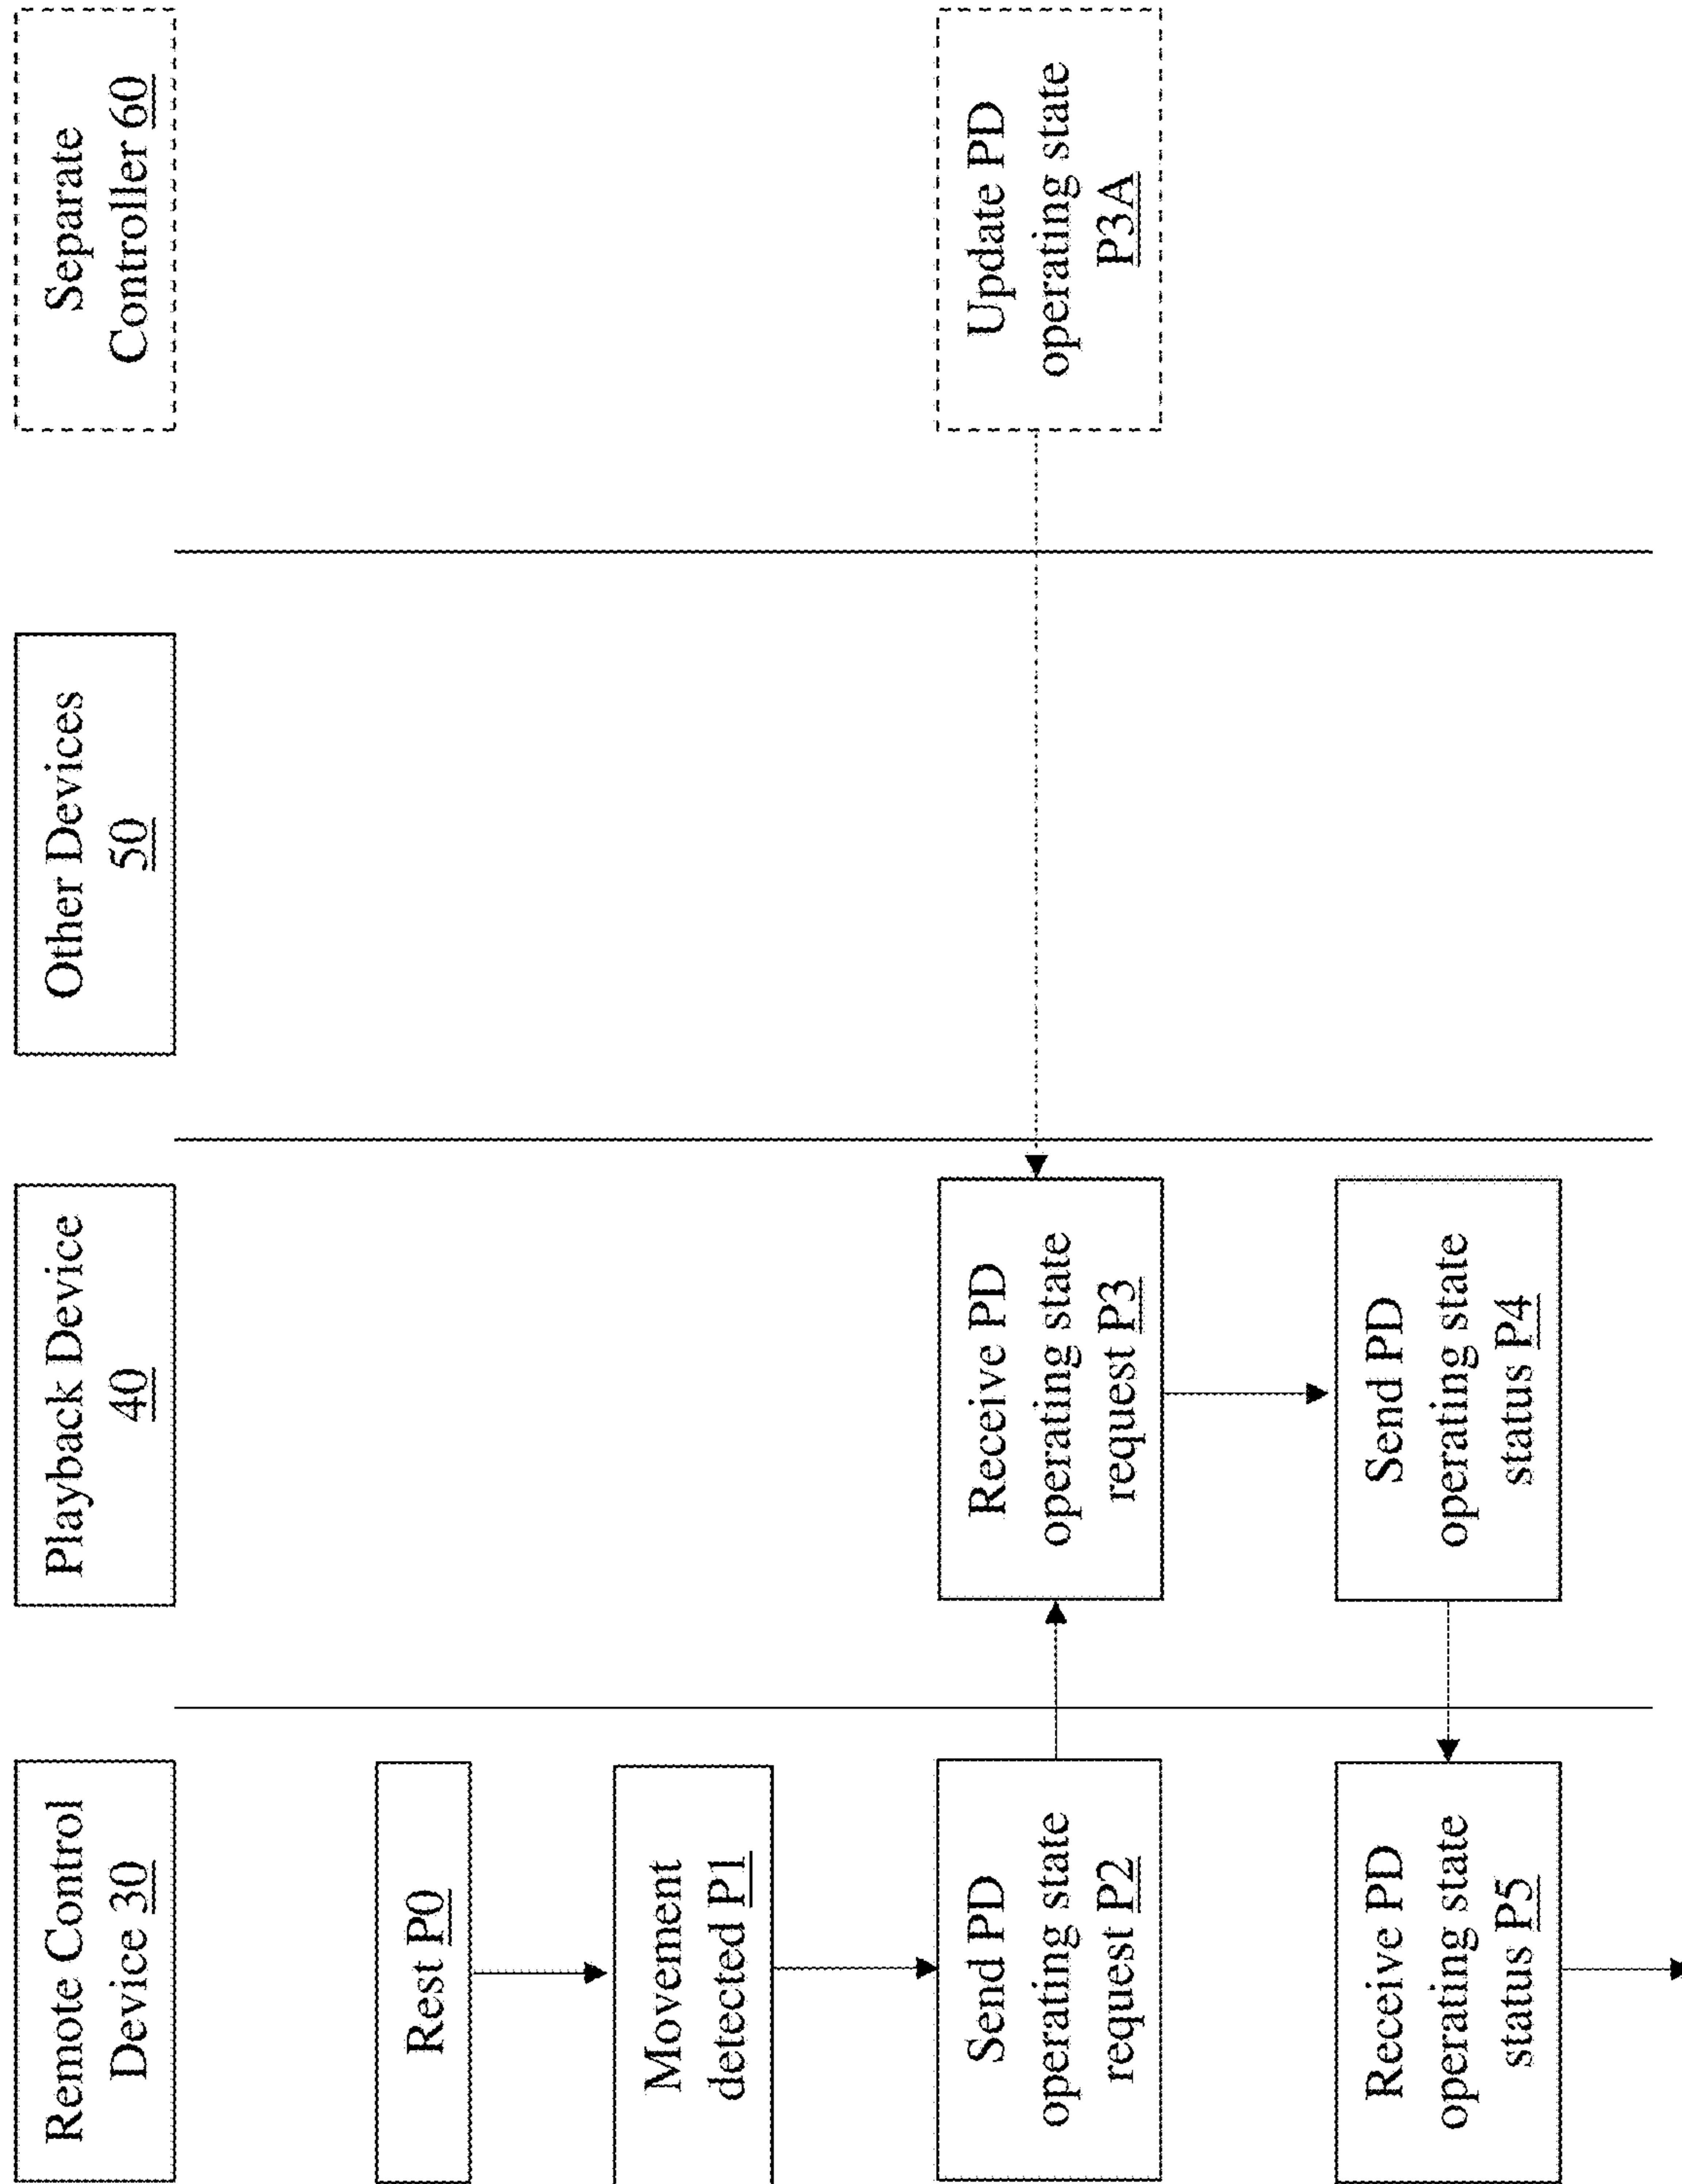 Remote Control
Device 30
Playback Device
40
Other Devices
50
Separate
Controller 60
Rest P0
Movement
detected P1
Send PD
operating state
request P2
Receive PD
operating state
request P3
Update PD
operating state
P3A
Receive PD
operating state
status P5
Send PD
operating state
status P4